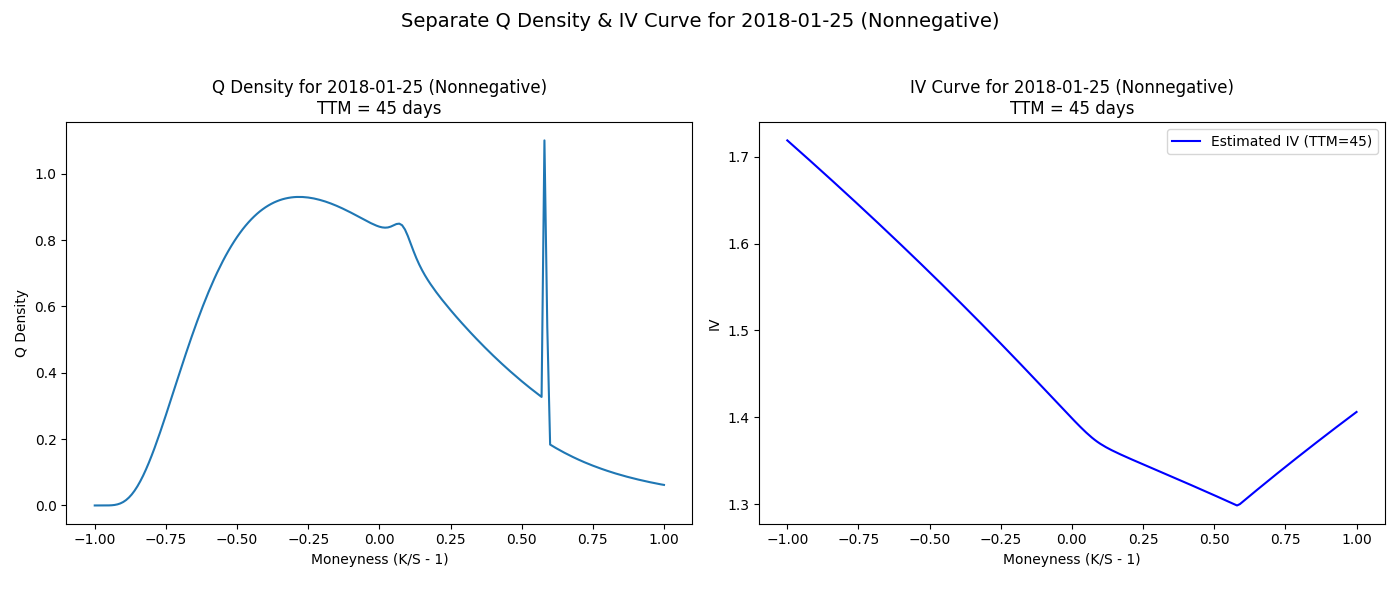 Separate Q Density & IV Curve for 2018-01-25 (Nonnegative)
Q Density for 2018-01-25 (Nonnegative)
TTM = 45 days
Q Density
1.0
0.8
0.6
0.4
0.2
0.0
−1.00 −0.75 −0.50 −0.25 0.00 0.25 0.50 0.75 1.00
Moneyness (K/S - 1)
IV Curve for 2018-01-25 (Nonnegative)
TTM = 45 days
Estimated IV (TTM=45)
IV
1.7
1.6
1.5
1.4
1.3
−1.00 −0.75 −0.50 −0.25 0.00 0.25 0.50 0.75 1.00
Moneyness (K/S - 1)